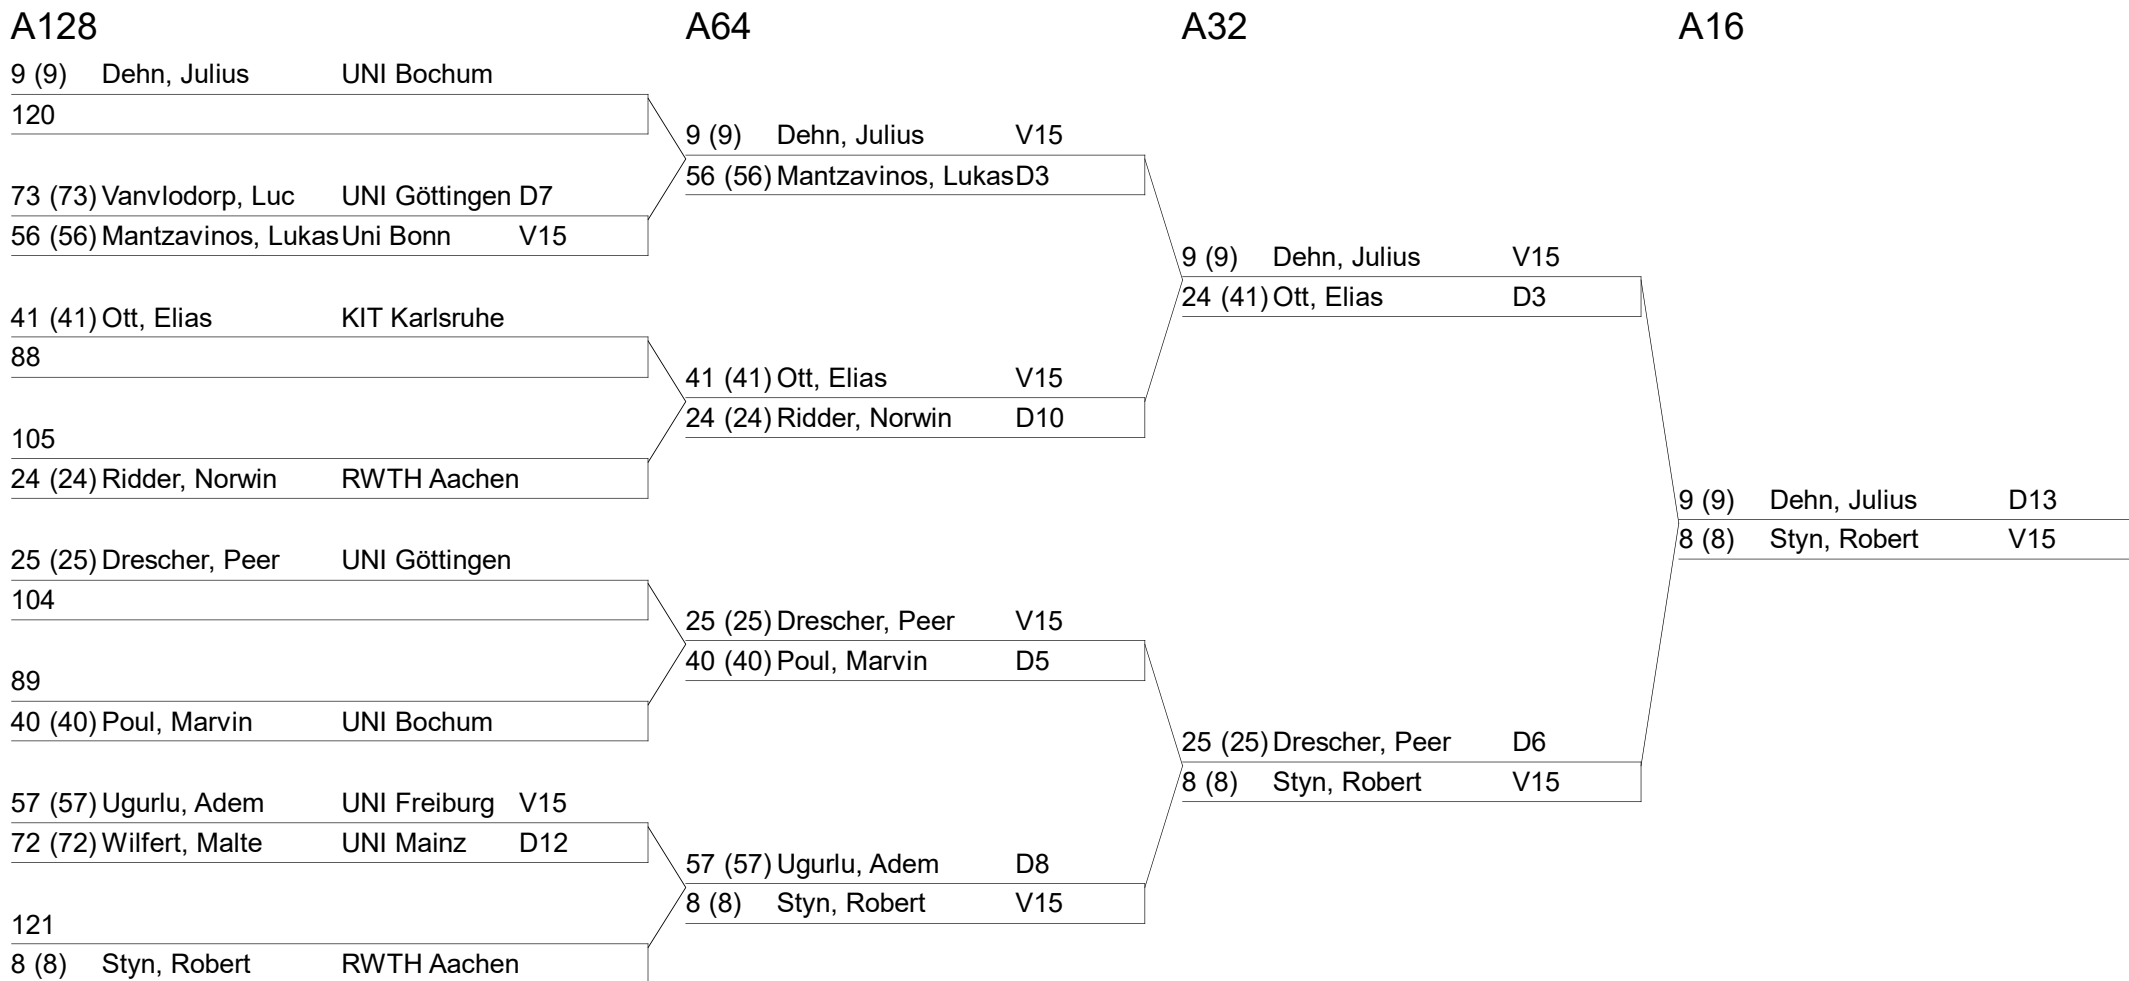 A128 A64 A32 A16
9 (9) Dehn, Julius UNI Bochum
120
73 (73) Vanvlodorp, Luc UNI Göttingen D7
56 (56) Mantzavinos, Lukas Uni Bonn V15
41 (41) Ott, Elias KIT Karlsruhe
88
105
24 (24) Ridder, Norwin RWTH Aachen
25 (25) Drescher, Peer UNI Göttingen
104
89
40 (40) Poul, Marvin UNI Bochum
57 (57) Ugurlu, Adem UNI Freiburg V15
72 (72) Wilfert, Malte UNI Mainz D12
121
8 (8) Styn, Robert RWTH Aachen
9 (9) Dehn, Julius V15
56 (56) Mantzavinos, Lukas D3
41 (41) Ott, Elias V15
24 (24) Ridder, Norwin D10
25 (25) Drescher, Peer V15
40 (40) Poul, Marvin D5
57 (57) Ugurlu, Adem D8
8 (8) Styn, Robert V15
9 (9) Dehn, Julius V15
24 (41) Ott, Elias D3
25 (25) Drescher, Peer D6
8 (8) Styn, Robert V15
9 (9) Dehn, Julius D13
8 (8) Styn, Robert V15